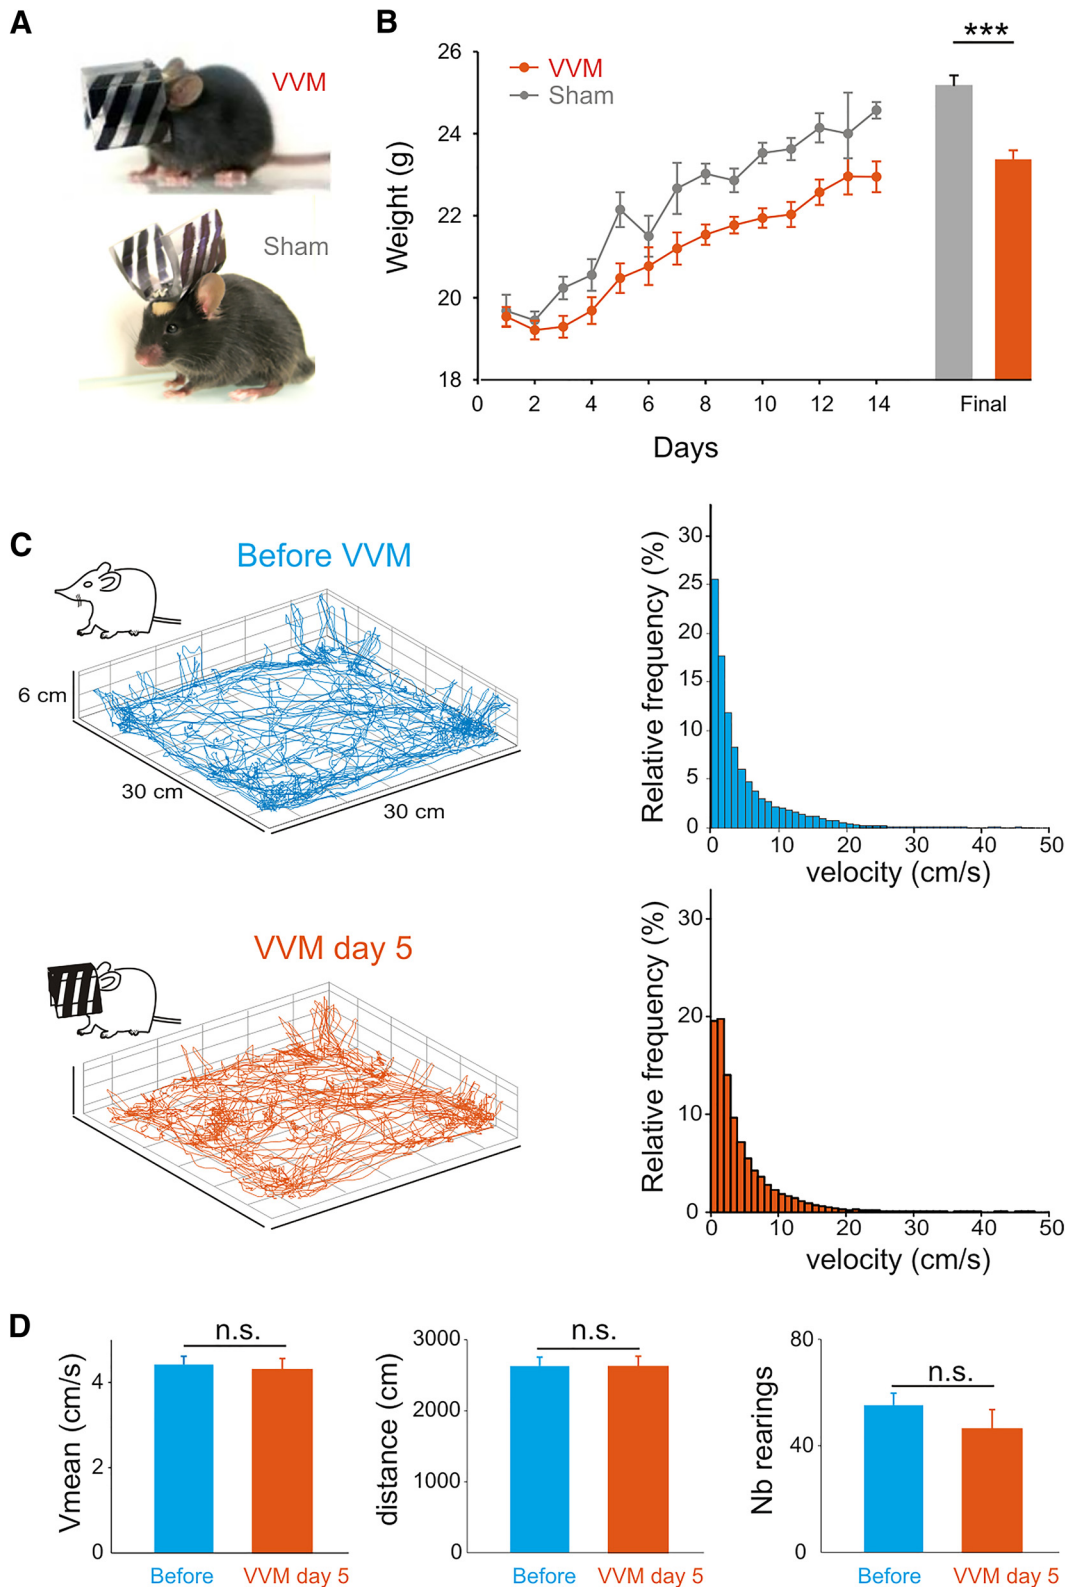 A
VVM
Sham
B
Weight (g)
26
24
22
20
18
VVM
Sham
***
0 2 4 6 8 10 12 14
Final
Days
C
Before VVM
6 cm
30 cm
30 cm
Relative frequency (%)
30
25
20
15
10
5
0
10 20 30 40 50
velocity (cm/s)
VVM day 5
Relative frequency (%)
30
20
10
0
0 10 20 30 40 50
velocity (cm/s)
D
Vmean (cm/s)
4
2
0
n.s.
Before VVM day 5
distance (cm)
3000
2000
1000
0
n.s.
Before VVM day 5
Nb rearings
80
40
0
n.s.
Before VVM day 5